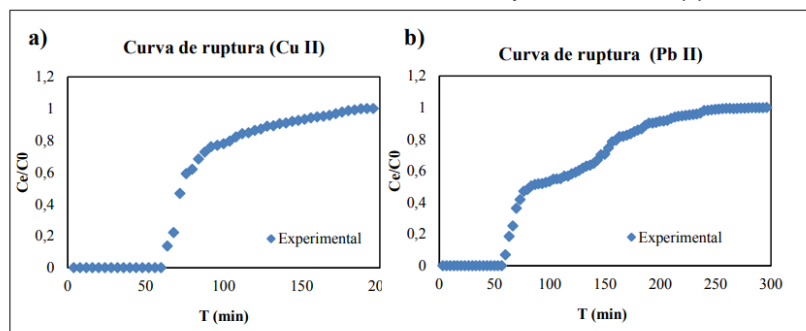 a)
Curva de ruptura (Cu II)
1,2
1
0,8
0,6
0,4
0,2
0
Ce/C0
Experimental
0
50
100
150
20
T (min)
b)
Curva de ruptura (Pb II)
1,2
1
0,8
0,6
0,4
0,2
0
Ce/C0
Experimental
0
50
100
150
200
250
300
T (min)